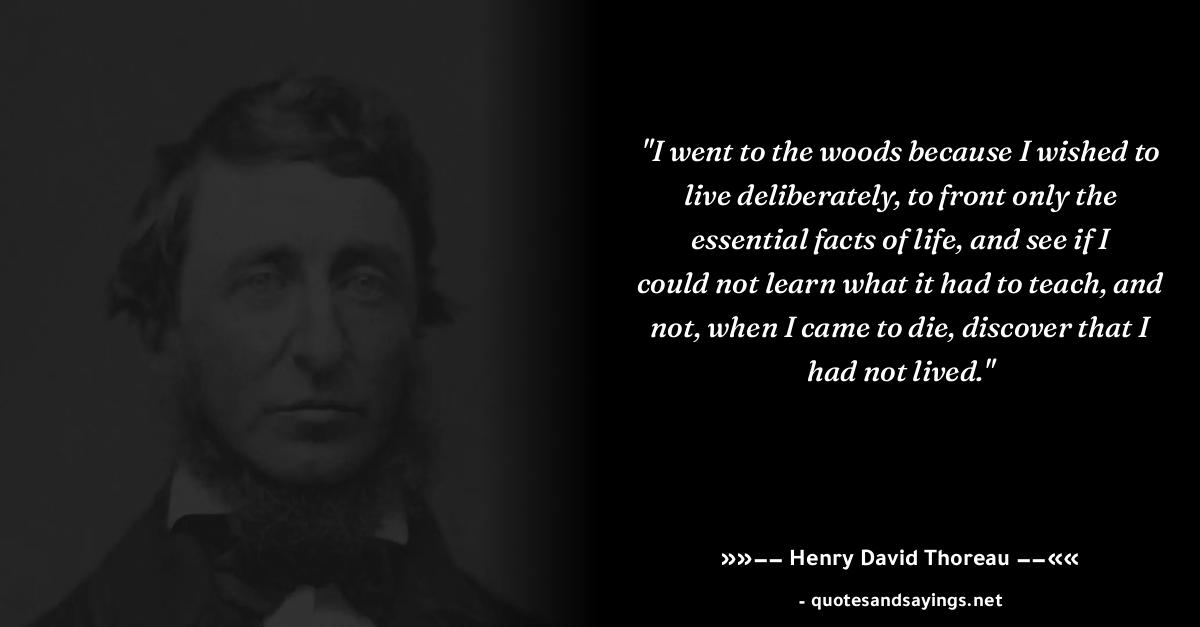 "I went to the woods because I wished to
live deliberately, to front only the
essential facts of life, and see if I
could not learn what it had to teach, and
not, when I came to die, discover that I
had not lived."
»»−− Henry David Thoreau −−««
- quotesandsayings.net